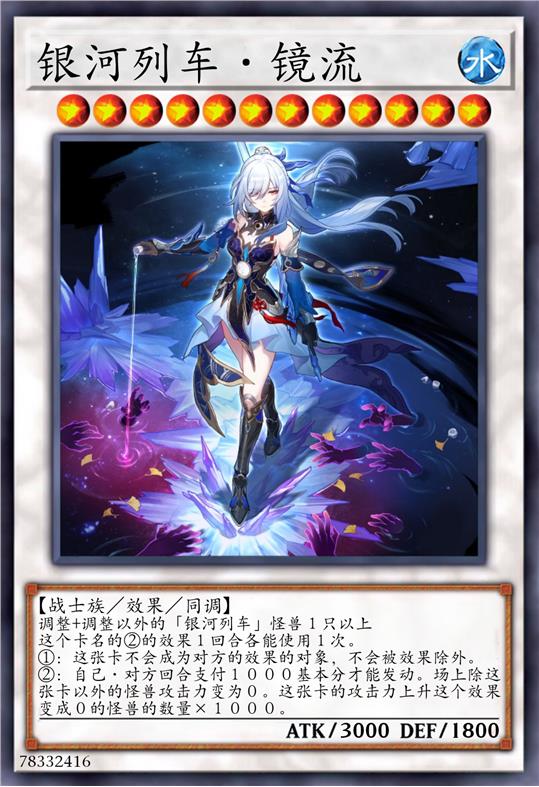 银河列车·镜流
水
【战士族／效果／同调】
调整+调整以外的「银河列车」怪兽１只以上
这个卡名的②的效果１回合各能使用１次。
①：这张卡不会成为对方的效果的对象，不会被效果除外。
②：自己·对方回合支付１０００基本分才能发动。场上除这
张卡以外的怪兽攻击力变为０。这张卡的攻击力上升这个效果
变成０的怪兽的数量×１０００。
ATK/3000 DEF/1800
78332416